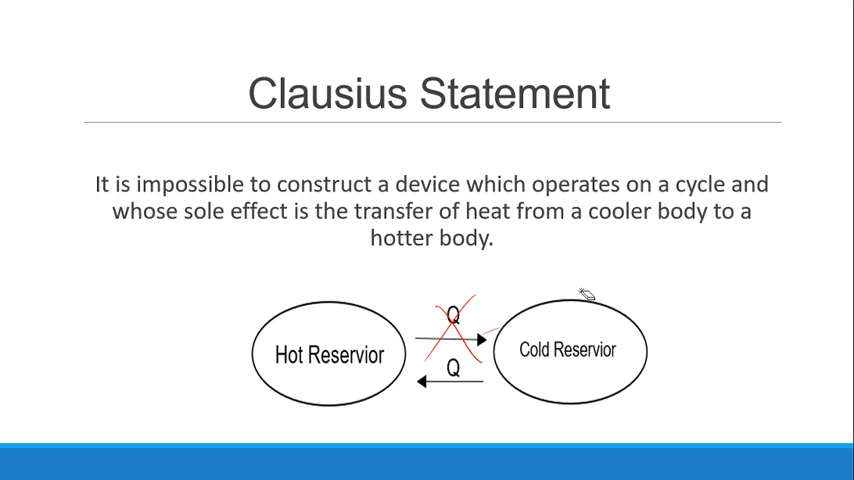 Clausius Statement
It is impossible to construct a device which operates on a cycle and
whose sole effect is the transfer of heat from a cooler body to a
hotter body.
Q
Hot Reservior
Cold Reservior
Q